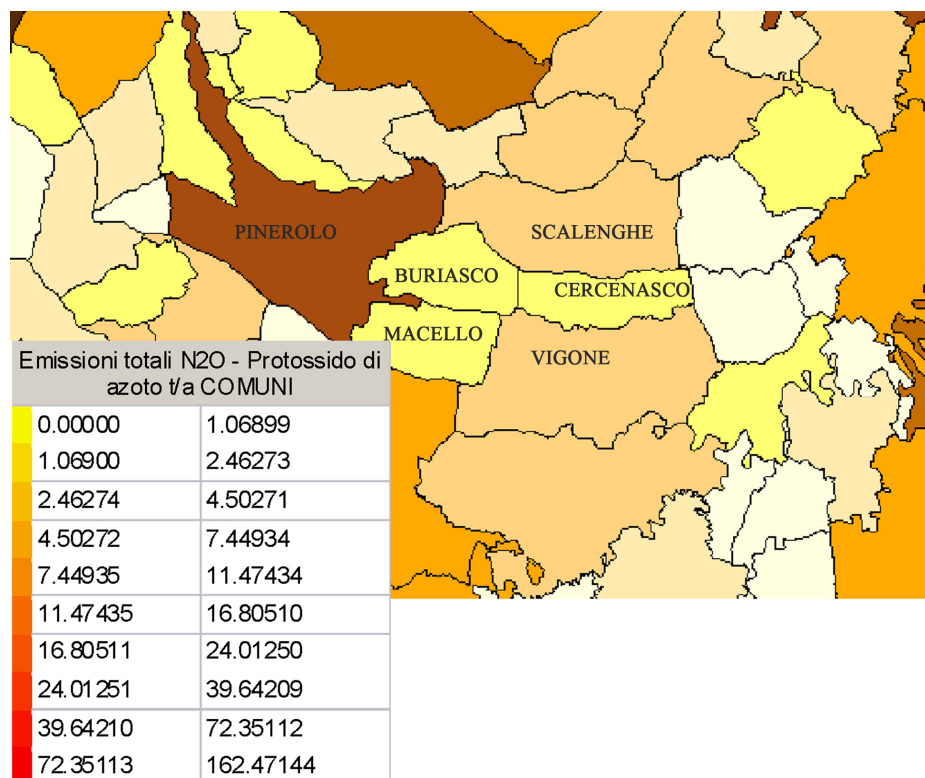 PINEROLO
SCALENGHE
BURIASCO
CERCENASCO
MACELLO
VIGONE
Emissioni totali N2O - Protossido di
azoto t/a COMUNI
0.00000 1.06899
1.06900 2.46273
2.46274 4.50271
4.50272 7.44934
7.44935 11.47434
11.47435 16.80510
16.80511 24.01250
24.01251 39.64209
39.64210 72.35112
72.35113 162.47144